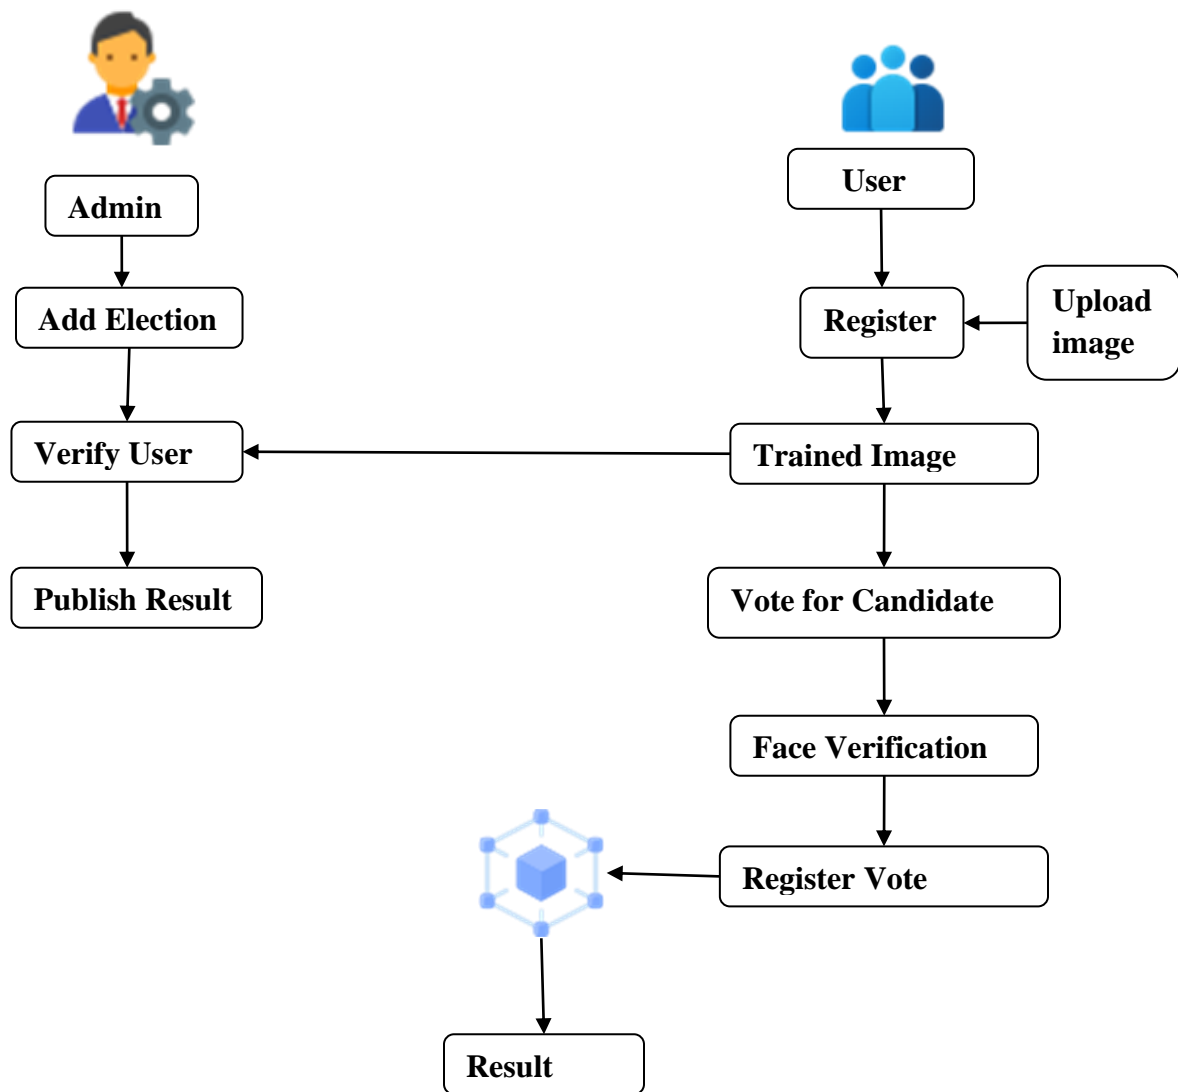 User
Admin
Add Election
Register
Upload
image
Verify User
Trained Image
Publish Result
Vote for Candidate
Face Verification
Register Vote
Result